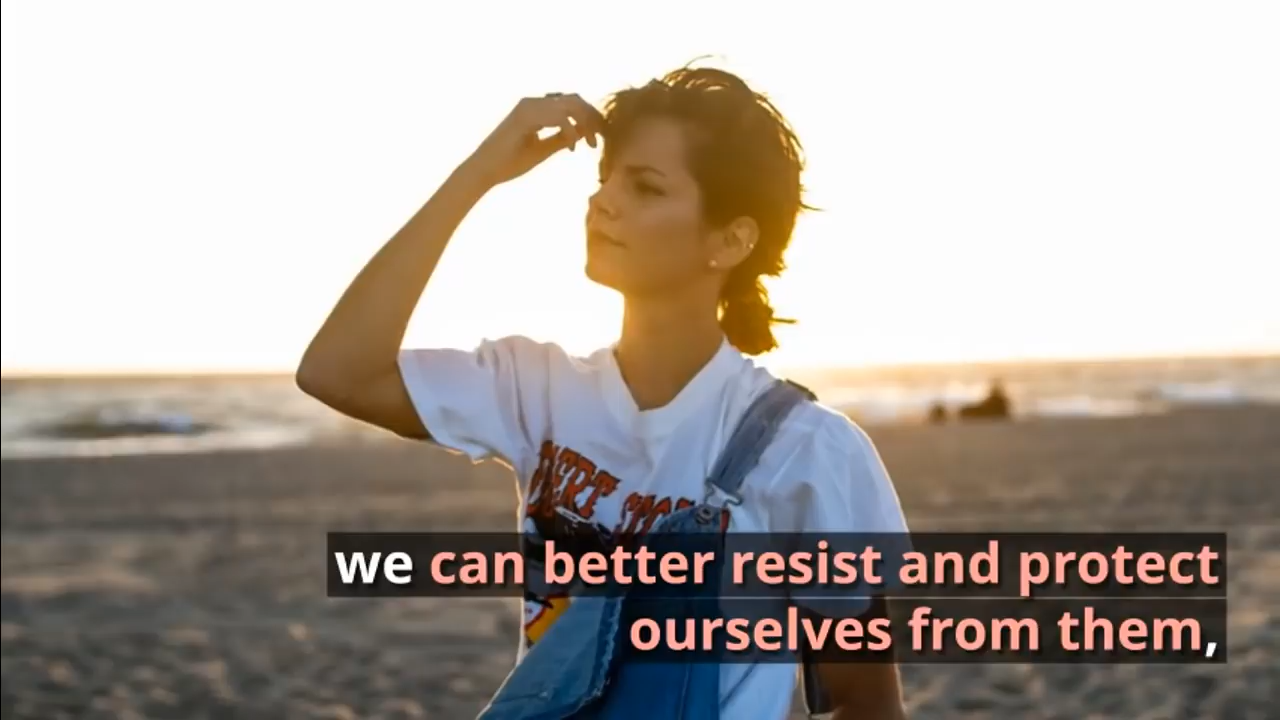 we can better resist and protect
ourselves from them,